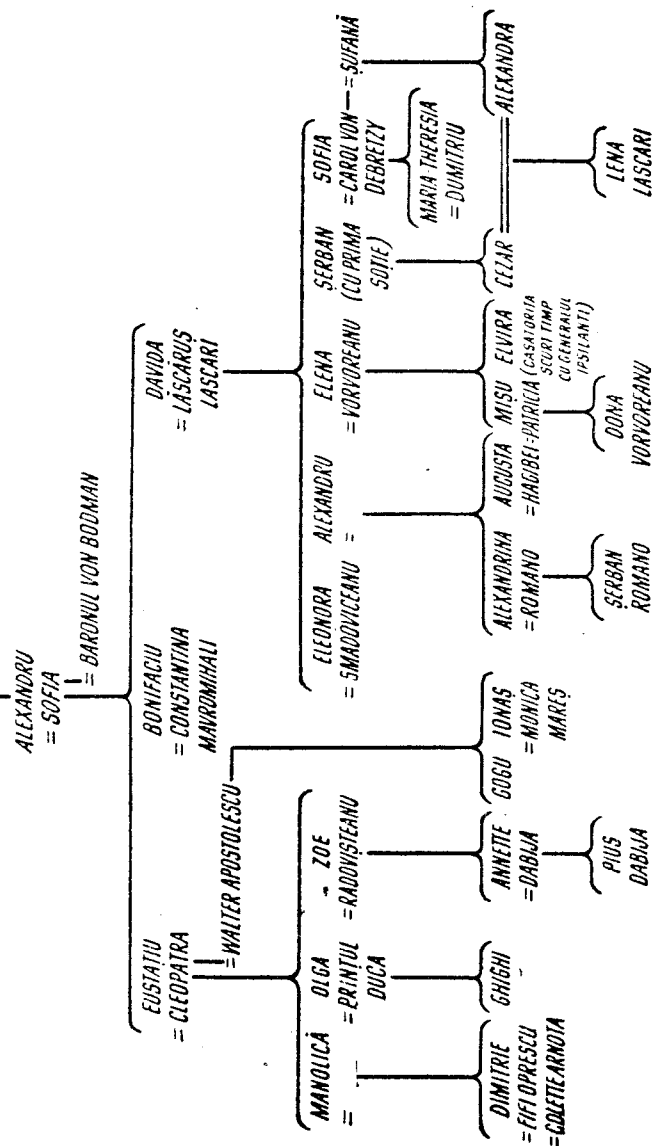 ALEXANDRU
= SOFIA
= BARONUL VON BODMAN
EUSTAȚIU
= CLEOPATRA
= WALTER APOSTOLESCU
BONIFACIU
= CONSTANTINA
MAVROMIHALI
DAVIDA
= LĂSCĂRUȘ
LASCARI
MANOLICĂ
=
OLGA
= PRINȚUL
DUCA
ZOE
= RADOVIȘTEANU
ELEONORA
= SMADOVICEANU
ALEXANDRU
=
ELENA
= VORVOREANU
ȘERBAN
(CU PRIMA
SOȚIE)
SOFIA
= CAROL VON
DEBRETZY
= ȘUFANĂ
MARIA-THERESIA
= DUMITRIU
DIMITRIE
= FIFI OPRESCU
= COLETTE ARNOTA
GHIGHI
ANNETTE
= DABIJA
GOGU
IONAȘ
= MONICA
MAREȘ
ALEXANDRINA
= ROMANO
AUGUSTA
= HAGIBEI
MIȘU
= PATRICIA
ELVIRA
(CASATORITA
SCURT TIMP
CU GENERALUL
IPSILANTI)
CEZAR
ALEXANDRA
PIUS
DABIJA
ȘERBAN
ROMANO
DONA
VORVOREANU
LENA
LASCARI